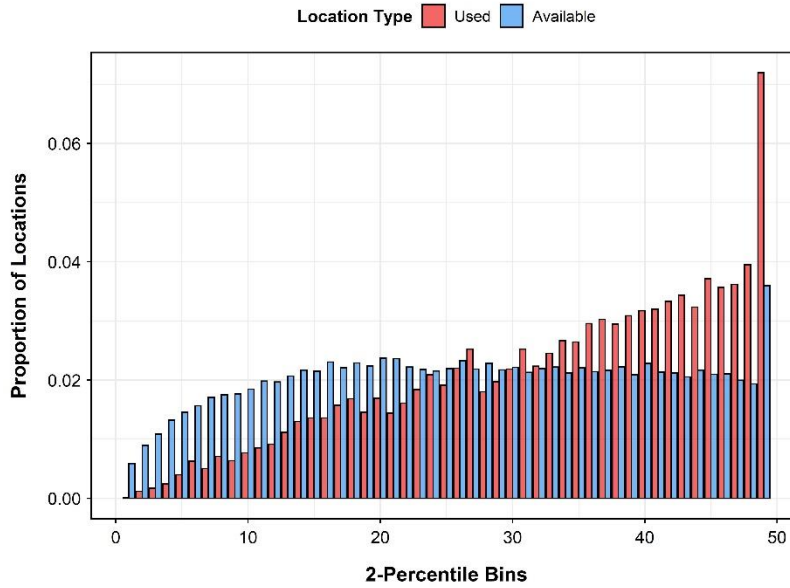 Location Type Used Available
Proportion of Locations
0.06
0.04
0.02
0.00
0 10 20 30 40 50
2-Percentile Bins